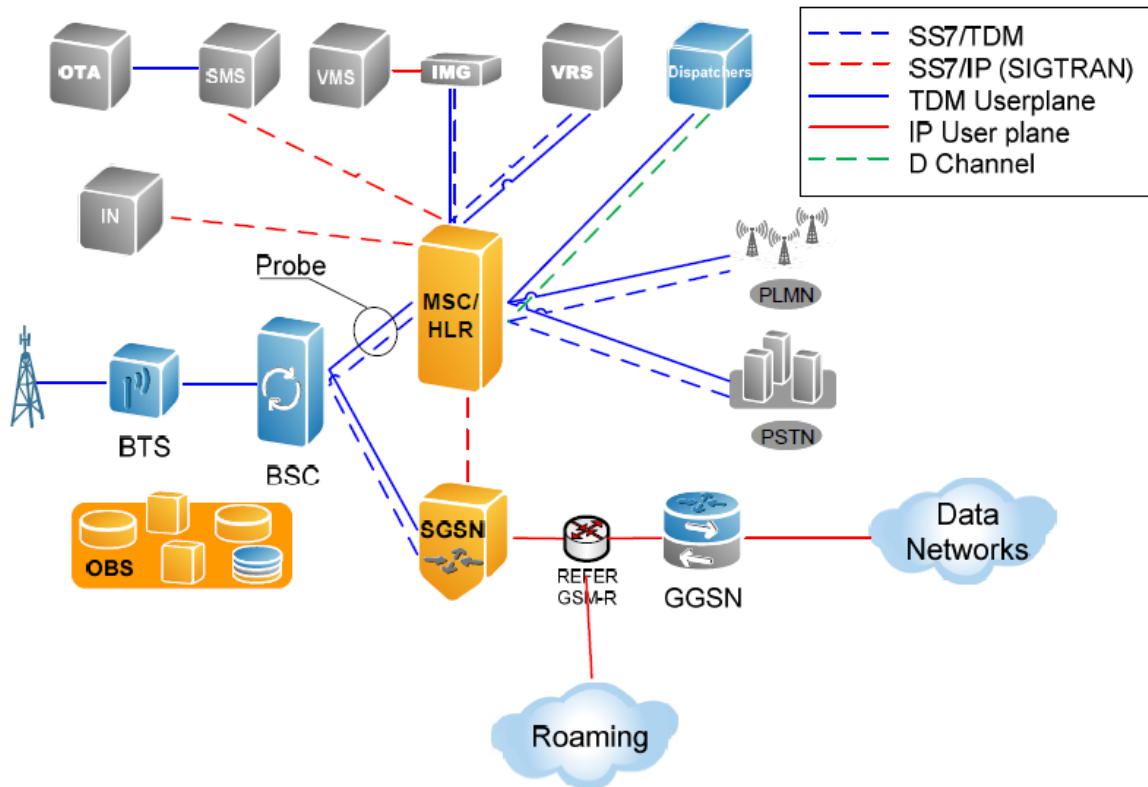 OTA
SMS
VMS
IMG
VRS
Dispatchers
SS7/TDM
SS7/IP (SIGTRAN)
TDM Userplane
IP User plane
D Channel
IN
Probe
MSC/
HLR
PLMN
PSTN
BTS
BSC
OBS
SGSN
REFER
GSM-R
GGSN
Data
Networks
Roaming